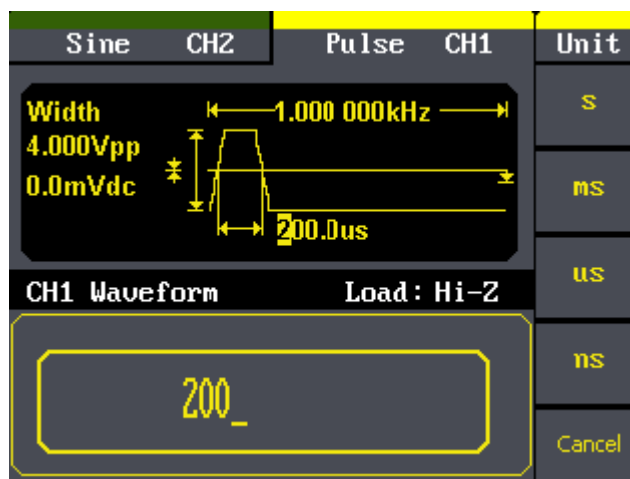 Sine CH2 Pulse CH1 Unit
Width 1.000 000kHz
4.000Vpp
0.0mVdc
200.0us
CH1 Waveform Load: Hi-Z
200_
s
ms
us
ns
Cancel